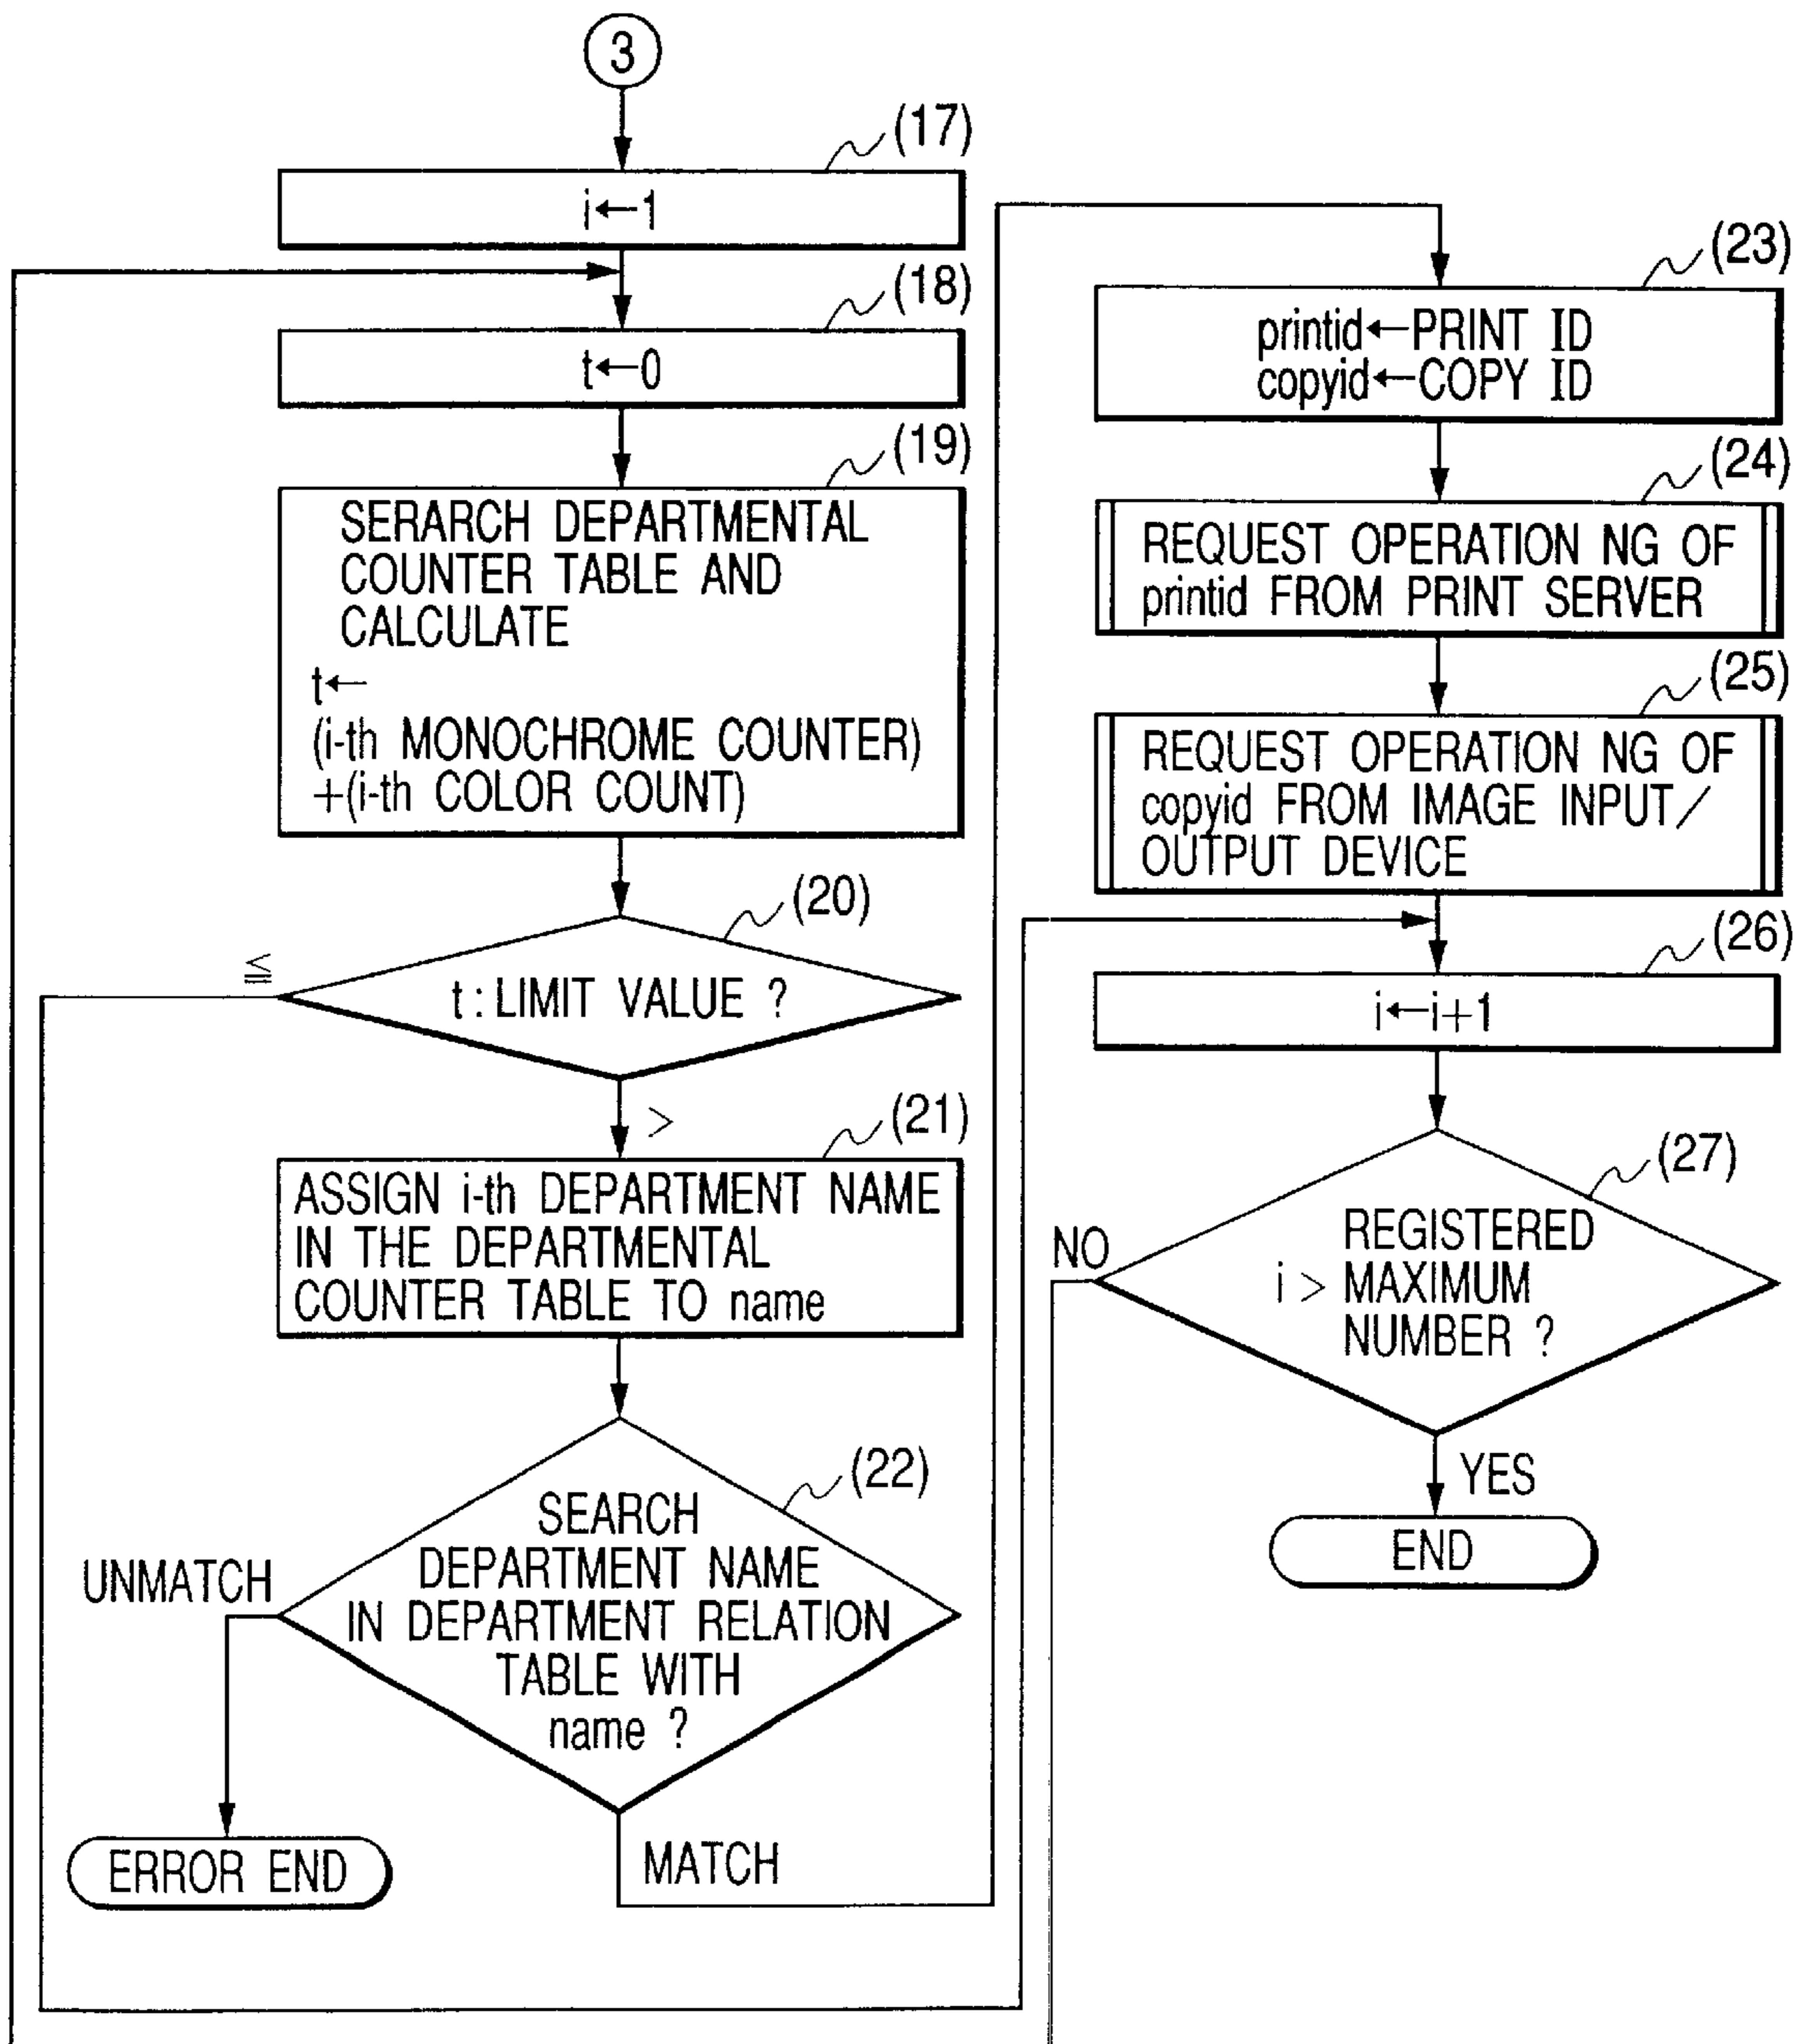 3
(17)
i←1
(18)
t←0
(19)
SERARCH DEPARTMENTAL
COUNTER TABLE AND
CALCULATE
t←
(i-th MONOCHROME COUNTER)
+(i-th COLOR COUNT)
(20)
≦
t : LIMIT VALUE ?
>
(21)
ASSIGN i-th DEPARTMENT NAME
IN THE DEPARTMENTAL
COUNTER TABLE TO name
(22)
SEARCH
DEPARTMENT NAME
IN DEPARTMENT RELATION
TABLE WITH
name ?
UNMATCH
ERROR END
MATCH
(23)
printid←PRINT ID
copyid←COPY ID
(24)
REQUEST OPERATION NG OF
printid FROM PRINT SERVER
(25)
REQUEST OPERATION NG OF
copyid FROM IMAGE INPUT/
OUTPUT DEVICE
(26)
i←i+1
(27)
REGISTERED
i > MAXIMUM
NUMBER ?
NO
YES
END